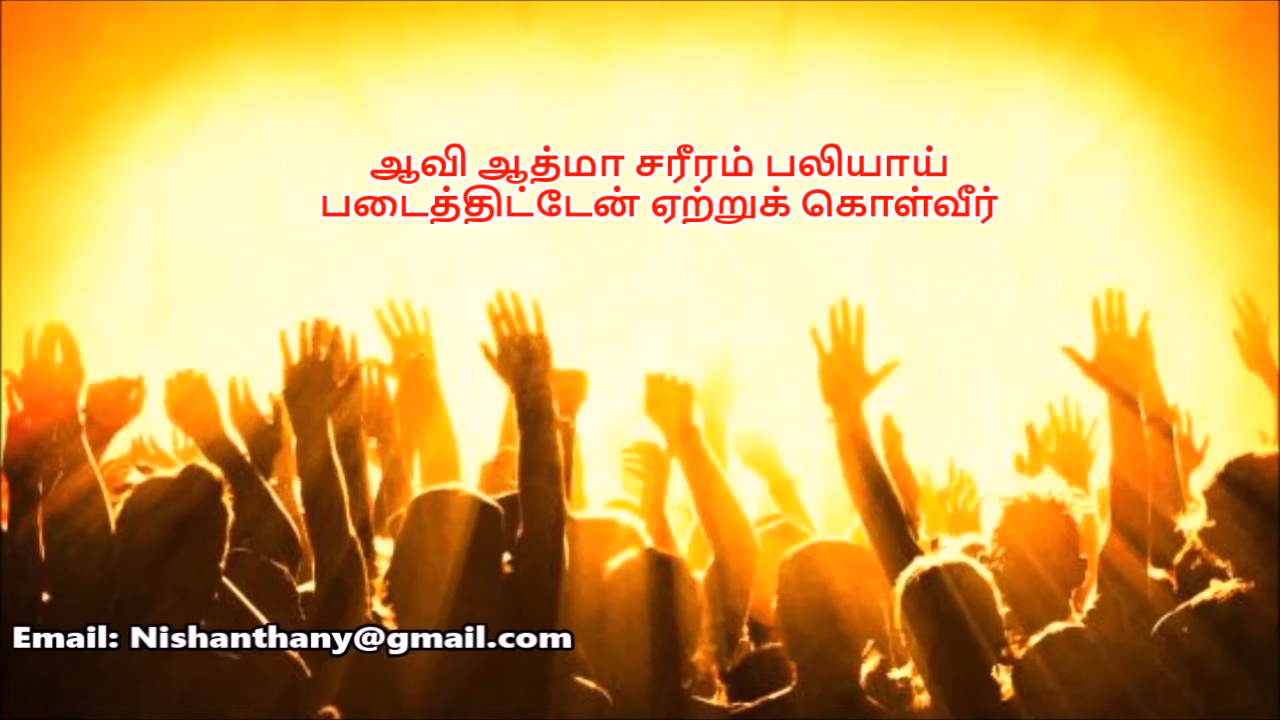 ஆவி ஆத்மா சரீரம் பலியாய்
படைத்திட்டேன் ஏற்றுக் கொள்வீர்
Email: Nishanthany@gmail.com